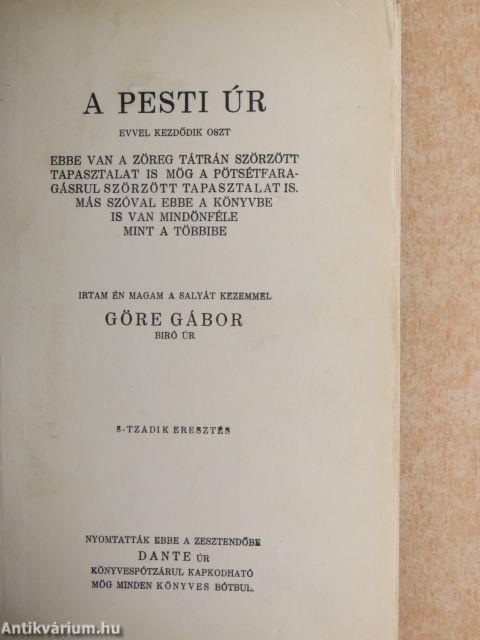 A PESTI ÚR
EVVEL KEZDŐDIK OSZT
EBBE VAN A ZÖREG TÁTRÁN SZÖRZÖTT
TAPASZTALAT IS MÖG A PÖTSÉTFARA-
GÁSRUL SZÖRZÖTT TAPASZTALAT IS.
MÁS SZÓVAL EBBE A KÖNYVBE
IS VAN MINDÖNFÉLE
MINT A TÖBBIBE
IRTAM ÉN MAGAM A SALYÁT KEZEMMEL
GÖRE GÁBOR
BIRÓ ÚR
8-TZADIK ERESZTÉS
NYOMTATTÁK EBBE A ZESZTENDŐBE
DANTE ÚR
KÖNYVESPÓTZÁRUL KAPKODHATÓ
MÖG MINDEN KÖNYVES BÓTBUL.
Antikvárium.hu